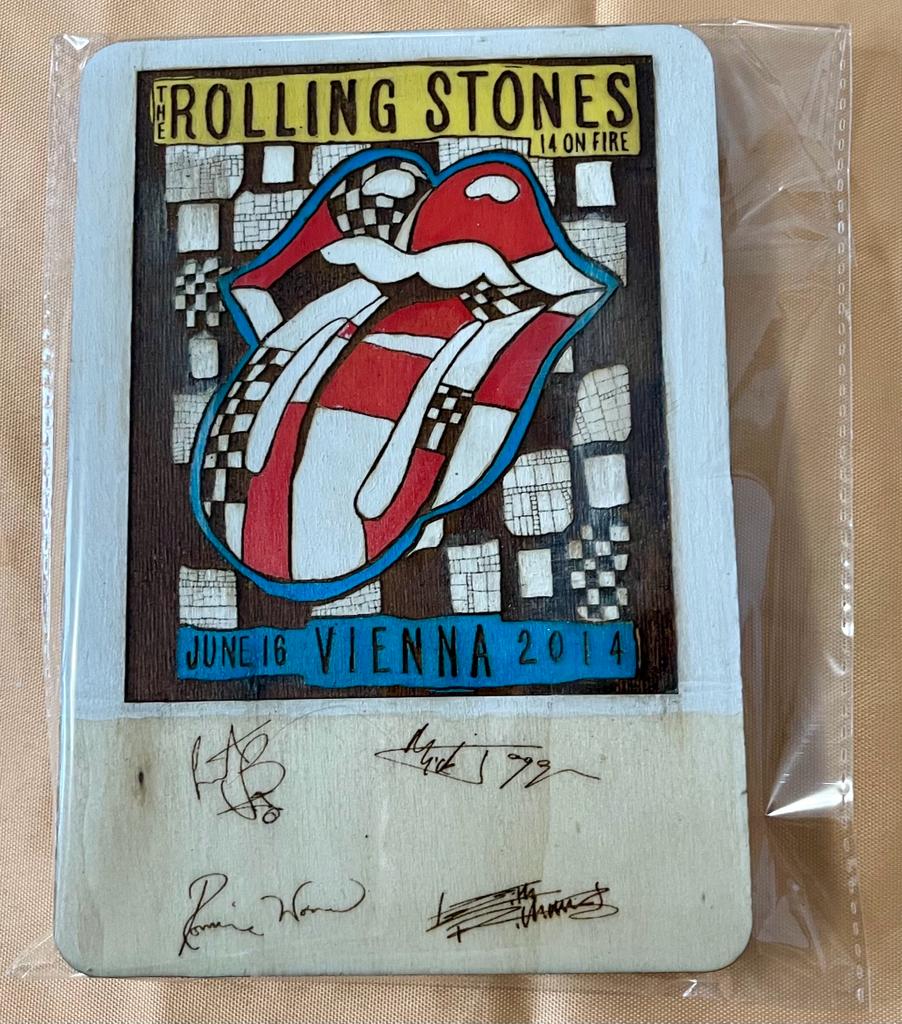 THE ROLLING STONES
14 ON FIRE
JUNE 16 VIENNA 2014
Mick Jagger
Ronnie Wood